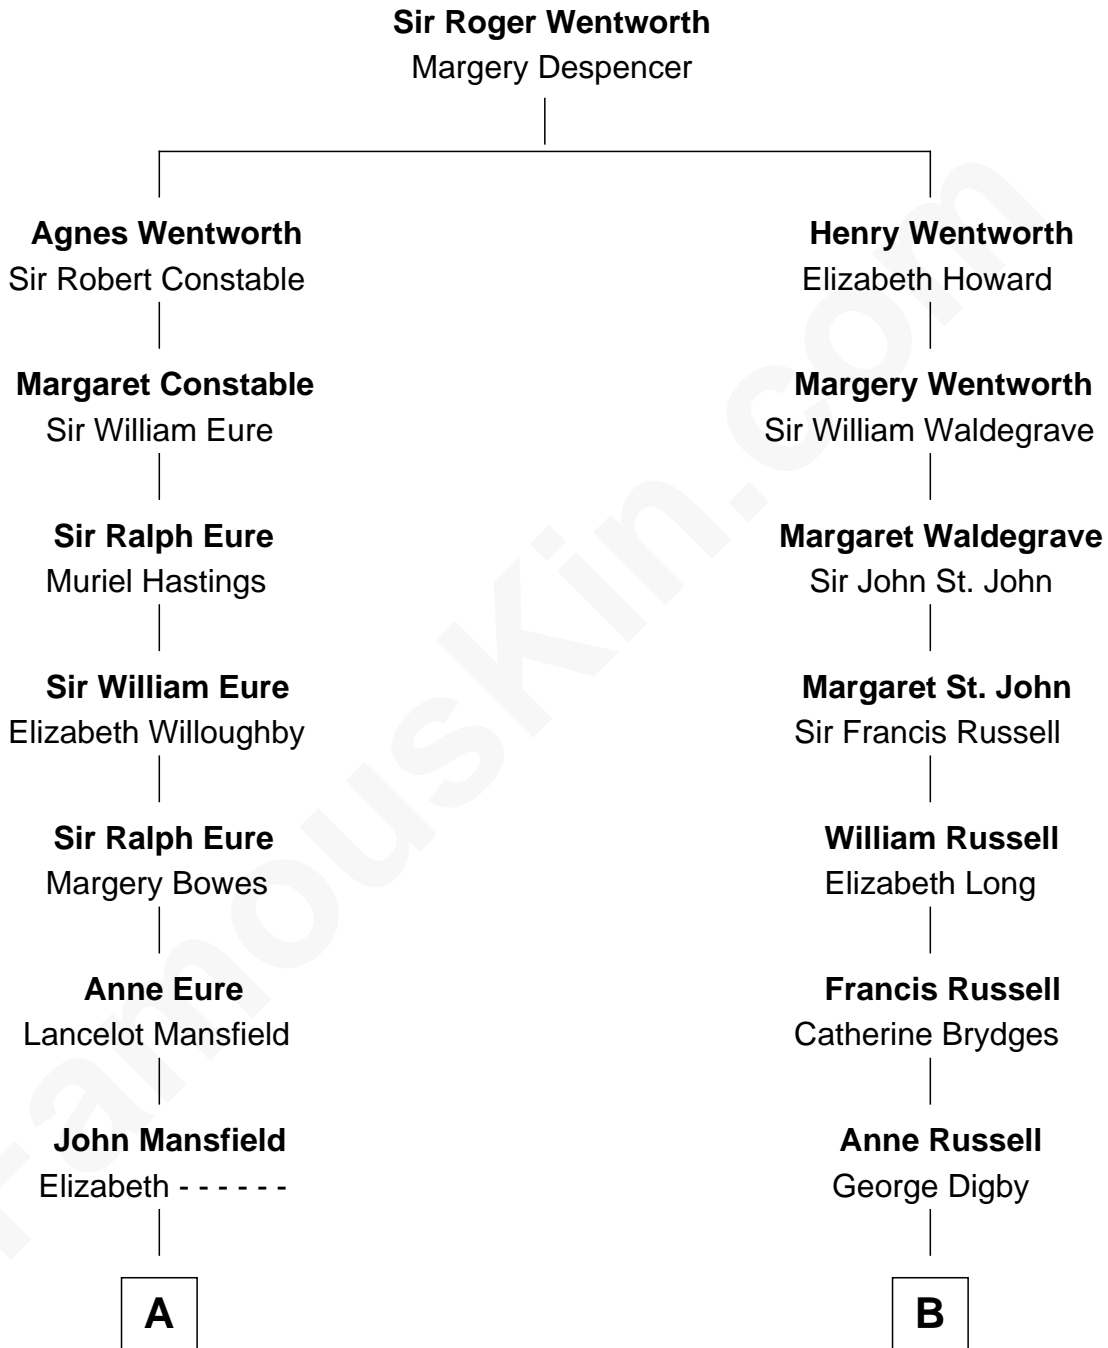 Sir Roger Wentworth
Margery Despencer
Agnes Wentworth
Sir Robert Constable
Margaret Constable
Sir William Eure
Sir Ralph Eure
Muriel Hastings
Sir William Eure
Elizabeth Willoughby
Sir Ralph Eure
Margery Bowes
Anne Eure
Lancelot Mansfield
John Mansfield
Elizabeth - - - - - -
A
Henry Wentworth
Elizabeth Howard
Margery Wentworth
Sir William Waldegrave
Margaret Waldegrave
Sir John St. John
Margaret St. John
Sir Francis Russell
William Russell
Elizabeth Long
Francis Russell
Catherine Brydges
Anne Russell
George Digby
B
FamousKin.com